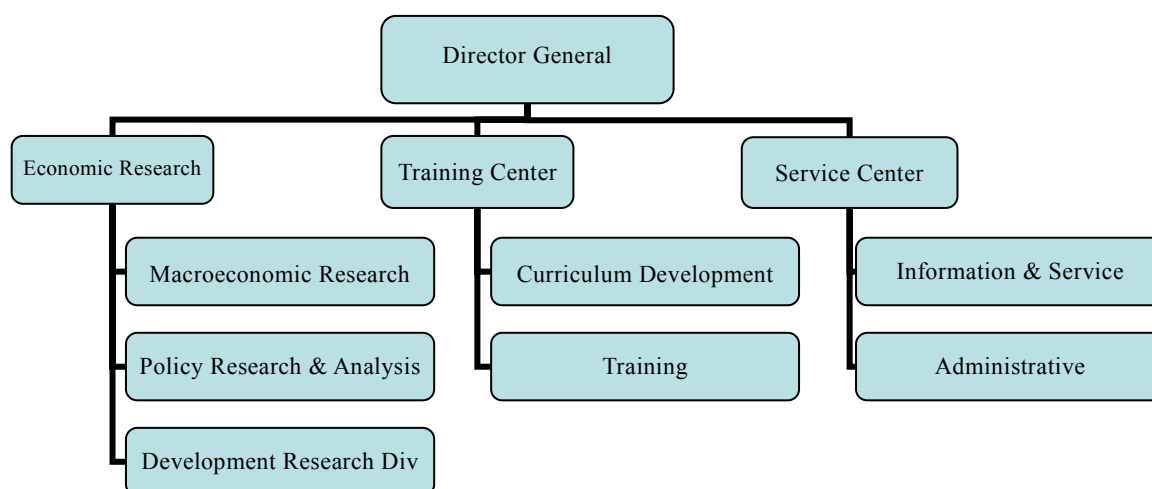 Director General
Economic Research
Training Center
Service Center
Macroeconomic Research
Curriculum Development
Information & Service
Policy Research & Analysis
Training
Administrative
Development Research Div